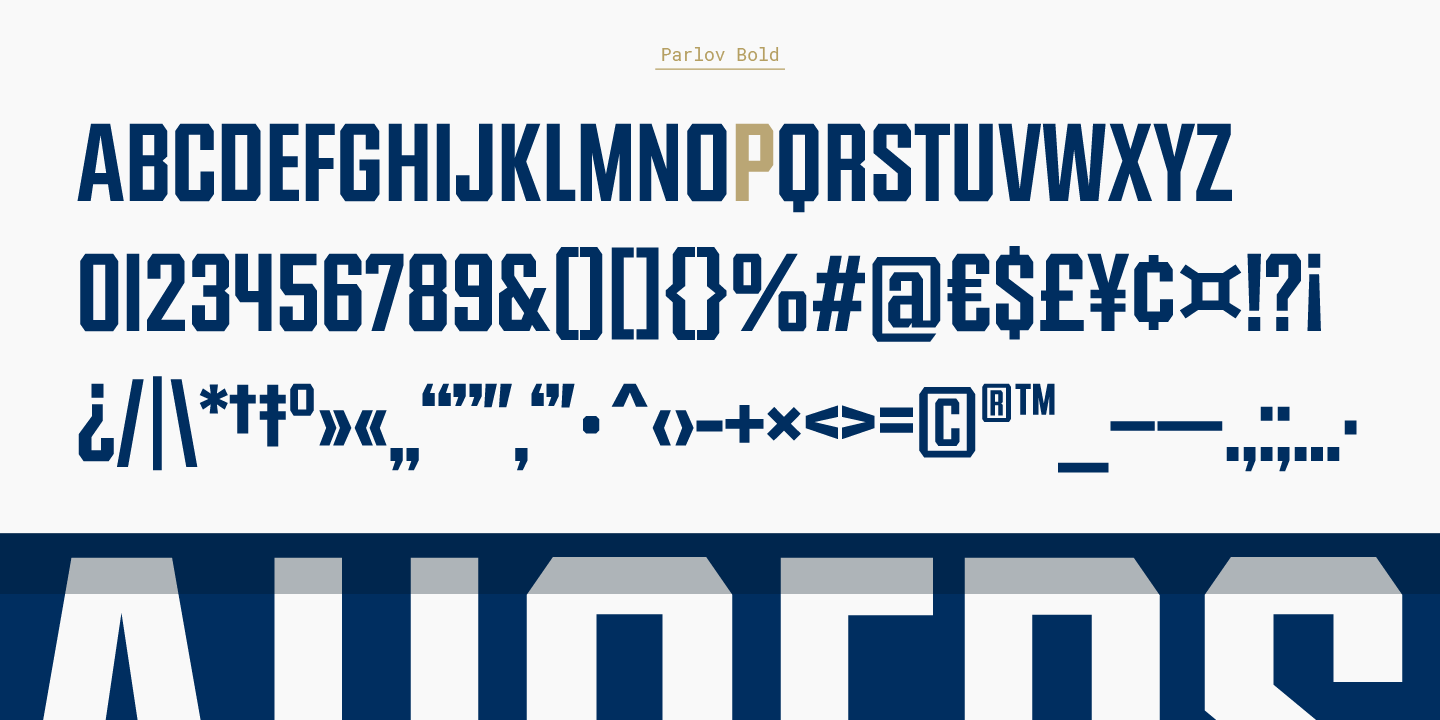 Parlov Bold
ABCDEFGHIJKLMNOPQRSTUVWXYZ
0123456789&()[]{}%#@€$£¥¢¤!?¡
¿/|\*†‡º»«„“”″‚‘’′•^‹›-+×<>=©®™_–—.,:;…·